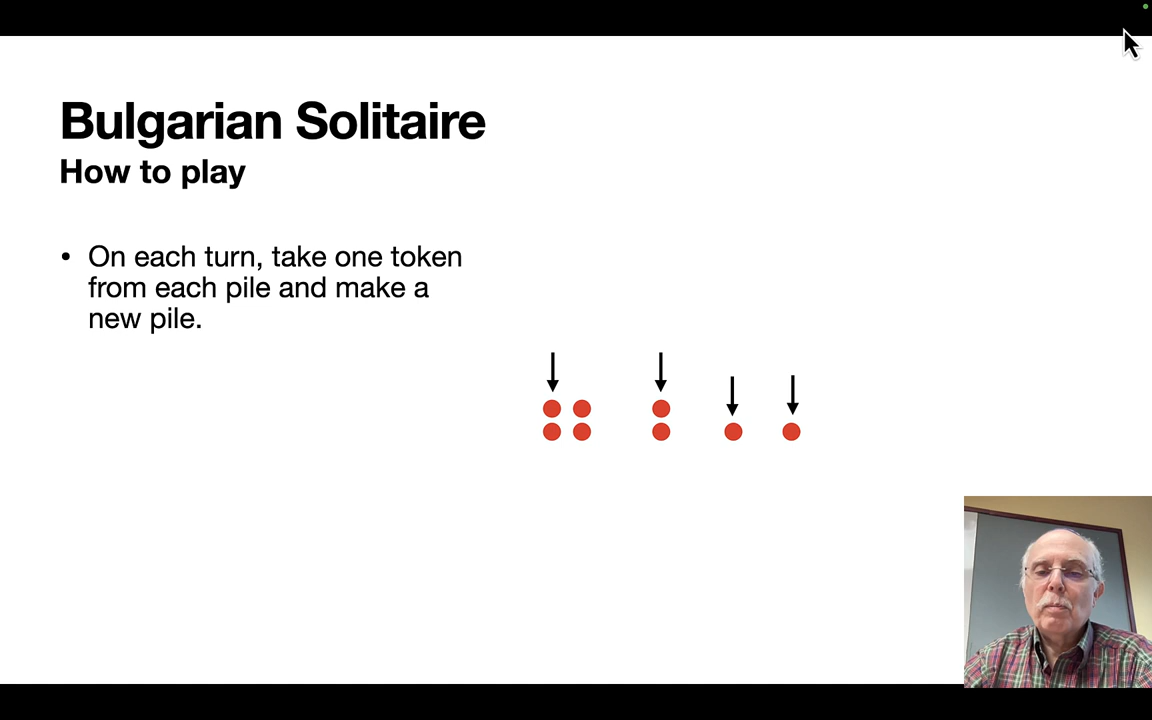 Bulgarian Solitaire
How to play
• On each turn, take one token
from each pile and make a
new pile.